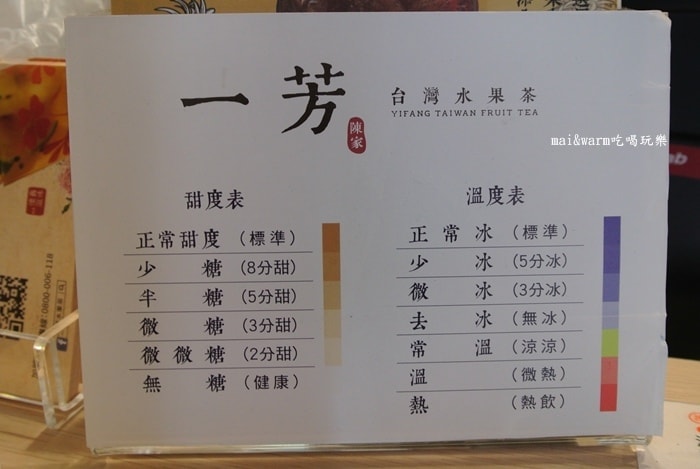 一芳
陳家
台灣水果茶
YIFANG TAIWAN FRUIT TEA
mai&warm吃喝玩樂
甜度表
正常甜度（標準）
少糖（8分甜）
半糖（5分甜）
微糖（3分甜）
微微糖（2分甜）
無糖（健康）
溫度表
正常冰（標準）
少冰（5分冰）
微冰（3分冰）
去冰（無冰）
常溫（涼涼）
溫（微熱）
熱（熱飲）
0800-006-118